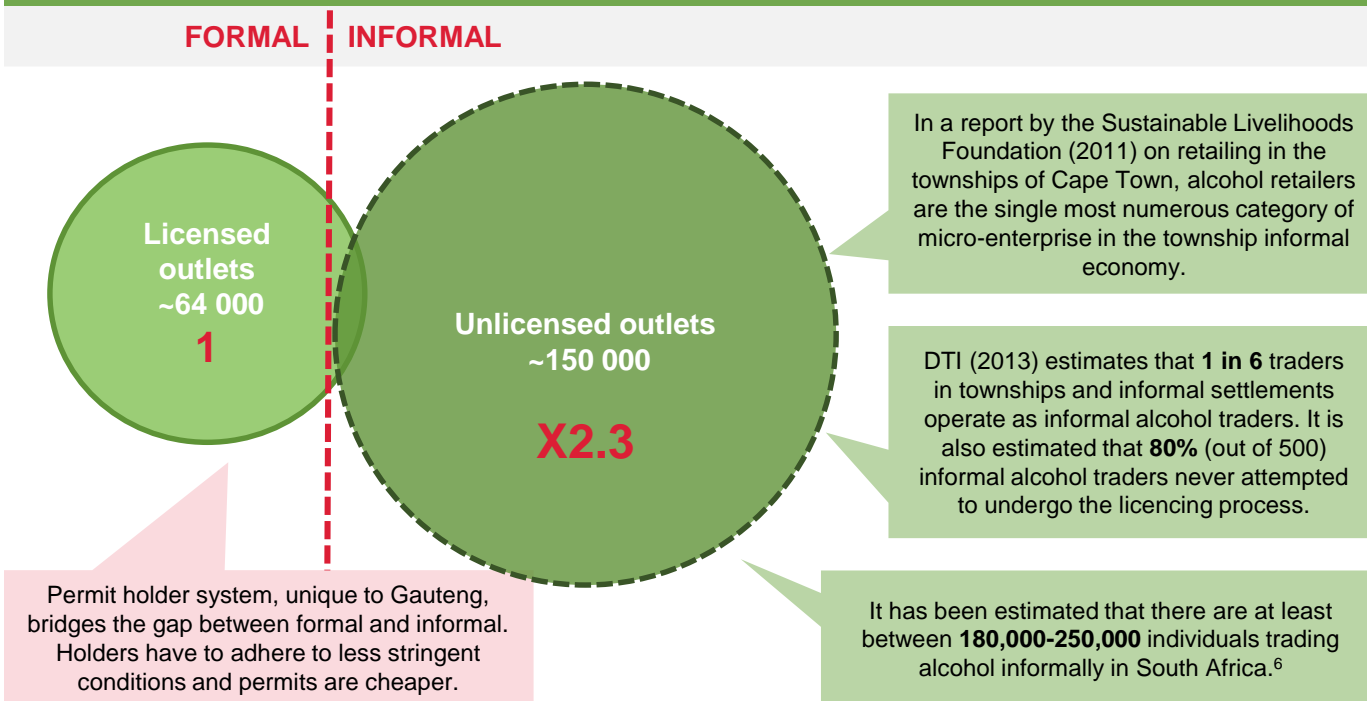 FORMAL INFORMAL
Licensed
outlets
~64 000
1
Unlicensed outlets
~150 000
X2.3
In a report by the Sustainable Livelihoods
Foundation (2011) on retailing in the
townships of Cape Town, alcohol retailers
are the single most numerous category of
micro-enterprise in the township informal
economy.
DTI (2013) estimates that 1 in 6 traders
in townships and informal settlements
operate as informal alcohol traders. It is
also estimated that 80% (out of 500)
informal alcohol traders never attempted
to undergo the licencing process.
Permit holder system, unique to Gauteng,
bridges the gap between formal and informal.
Holders have to adhere to less stringent
conditions and permits are cheaper.
It has been estimated that there are at least
between 180,000-250,000 individuals trading
alcohol informally in South Africa.⁶